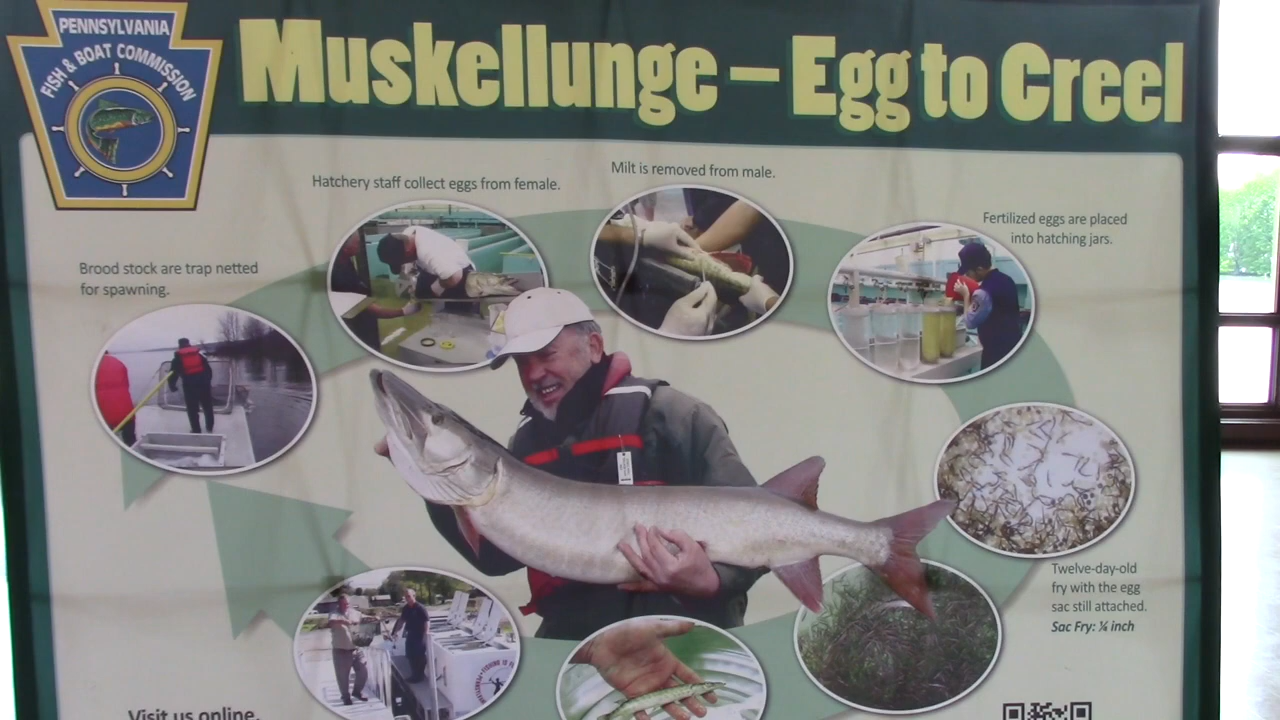 PENNSYLVANIA
FISH & BOAT COMMISSION
Muskellunge – Egg to Creel
Hatchery staff collect eggs from female.
Milt is removed from male.
Fertilized eggs are placed
into hatching jars.
Brood stock are trap netted
for spawning.
Twelve-day-old
fry with the egg
sac still attached.
Sac Fry: ¼ inch
Visit us online.